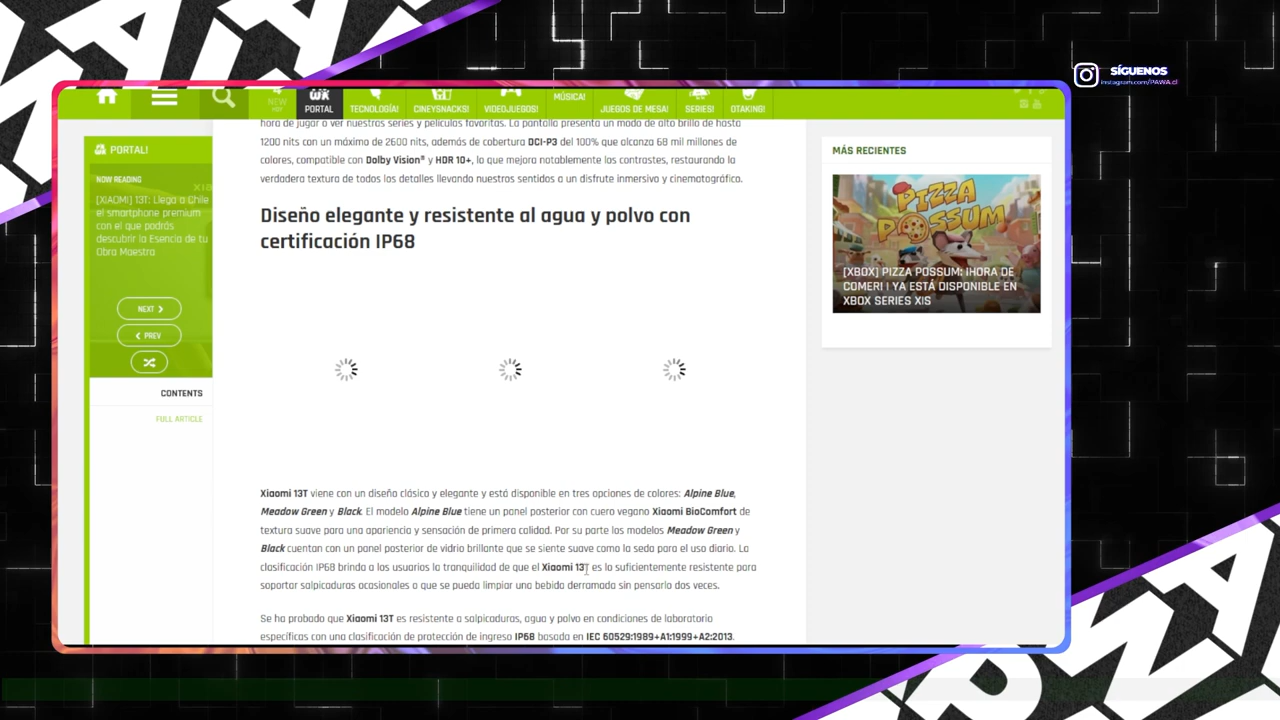 SÍGUENOS
instagram.com/PAWA.cl
NEW
PORTAL
TECNOLOGÍA!
CINEYSNACKS!
VIDEOJUEGOS!
MÚSICA!
JUEGOS DE MESA!
SERIES!
OTAKING!
PORTAL!
NOW READING
[XIAOMI] 13T: Llega a Chile
el smartphone premium
con el que podrás
descubrir la Esencia de tu
Obra Maestra
NEXT
PREV
CONTENTS
FULL ARTICLE
hora de jugar o ver nuestras series y películas favoritas. La pantalla presenta un modo de alto brillo de hasta
1200 nits con un máximo de 2600 nits, además de cobertura DCI-P3 del 100% que alcanza 68 mil millones de
colores, compatible con Dolby Vision® y HDR 10+, lo que mejora notablemente los contrastes, restaurando la
verdadera textura de todos los detalles llevando nuestros sentidos a un disfrute inmersivo y cinematográfico.
Diseño elegante y resistente al agua y polvo con
certificación IP68
Xiaomi 13T viene con un diseño clásico y elegante y está disponible en tres opciones de colores: Alpine Blue,
Meadow Green y Black. El modelo Alpine Blue tiene un panel posterior con cuero vegano Xiaomi BioComfort de
textura suave para una apariencia y sensación de primera calidad. Por su parte los modelos Meadow Green y
Black cuentan con un panel posterior de vidrio brillante que se siente suave como la seda para el uso diario. La
clasificación IP68 brinda a los usuarios la tranquilidad de que el Xiaomi 13T es lo suficientemente resistente para
soportar salpicaduras ocasionales o que se pueda limpiar una bebida derramada sin pensarlo dos veces.
Se ha probado que Xiaomi 13T es resistente a salpicaduras, agua y polvo en condiciones de laboratorio
específicas con una clasificación de protección de ingreso IP68 basada en IEC 60529:1989+A1:1999+A2:2013.
MÁS RECIENTES
PIZZA
POSSUM
[XBOX] PIZZA POSSUM: ¡HORA DE
COMER! | YA ESTÁ DISPONIBLE EN
XBOX SERIES X|S